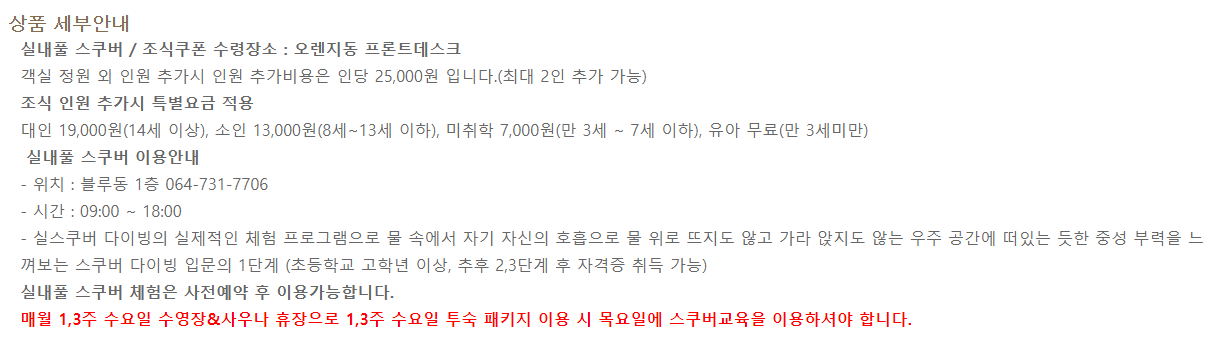 상품 세부안내
실내풀 스쿠버 / 조식쿠폰 수령장소 : 오렌지동 프론트데스크
객실 정원 외 인원 추가시 인원 추가비용은 인당 25,000원 입니다.(최대 2인 추가 가능)
조식 인원 추가시 특별요금 적용
대인 19,000원(14세 이상), 소인 13,000원(8세~13세 이하), 미취학 7,000원(만 3세 ~ 7세 이하), 유아 무료(만 3세미만)
실내풀 스쿠버 이용안내
- 위치 : 블루동 1층 064-731-7706
- 시간 : 09:00 ~ 18:00
- 실스쿠버 다이빙의 실제적인 체험 프로그램으로 물 속에서 자기 자신의 호흡으로 물 위로 뜨지도 않고 가라 앉지도 않는 우주 공간에 떠있는 듯한 중성 부력을 느
껴보는 스쿠버 다이빙 입문의 1단계 (초등학교 고학년 이상, 추후 2,3단계 후 자격증 취득 가능)
실내풀 스쿠버 체험은 사전예약 후 이용가능합니다.
매월 1,3주 수요일 수영장&사우나 휴장으로 1,3주 수요일 투숙 패키지 이용 시 목요일에 스쿠버교육을 이용하셔야 합니다.